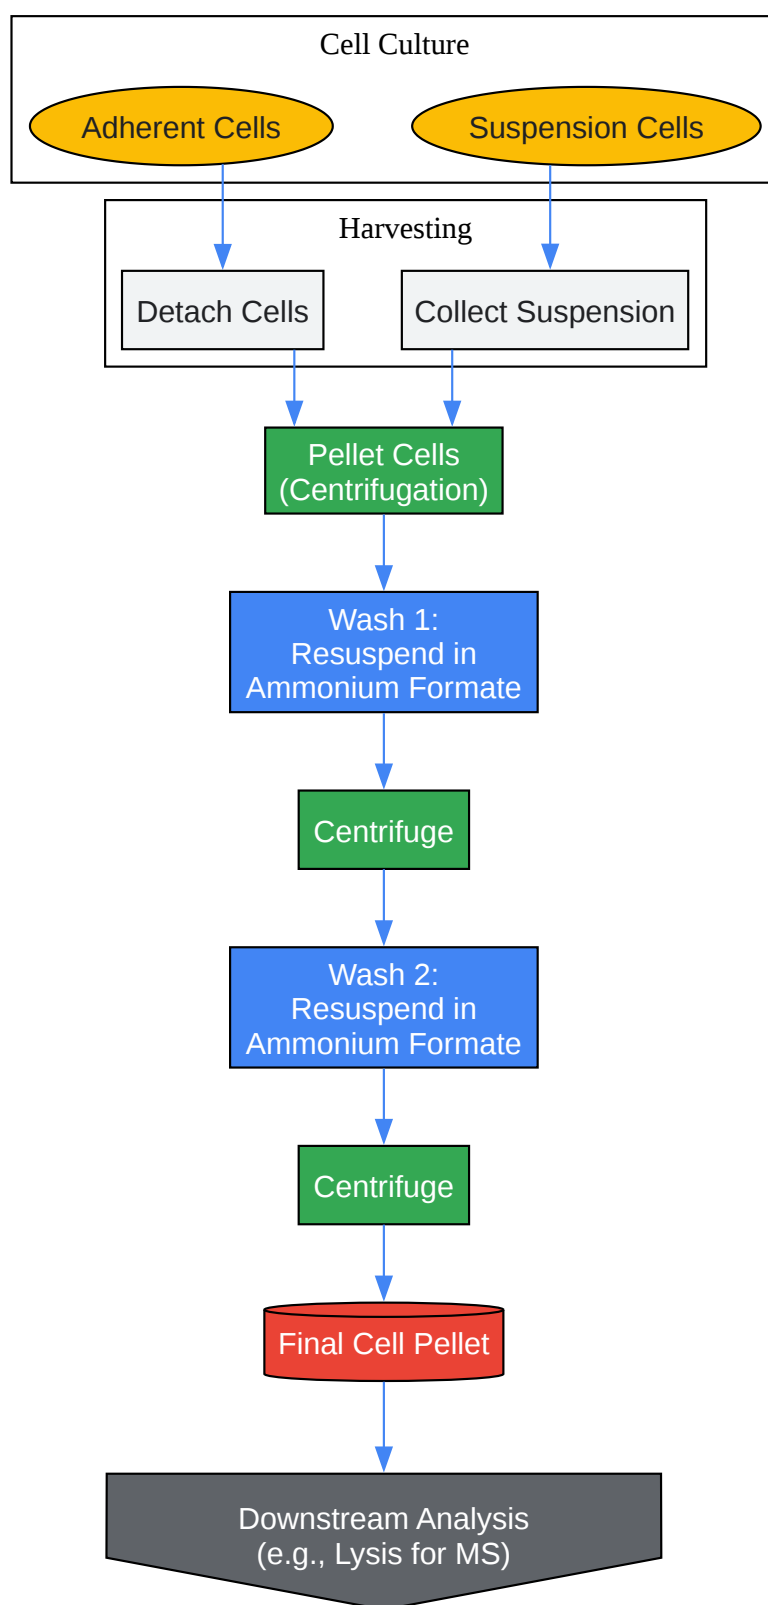 Cell Culture
Adherent Cells
Suspension Cells
Harvesting
Detach Cells
Collect Suspension
Pellet Cells
(Centrifugation)
Wash 1:
Resuspend in
Ammonium Formate
Centrifuge
Wash 2:
Resuspend in
Ammonium Formate
Centrifuge
Final Cell Pellet
Downstream Analysis
(e.g., Lysis for MS)